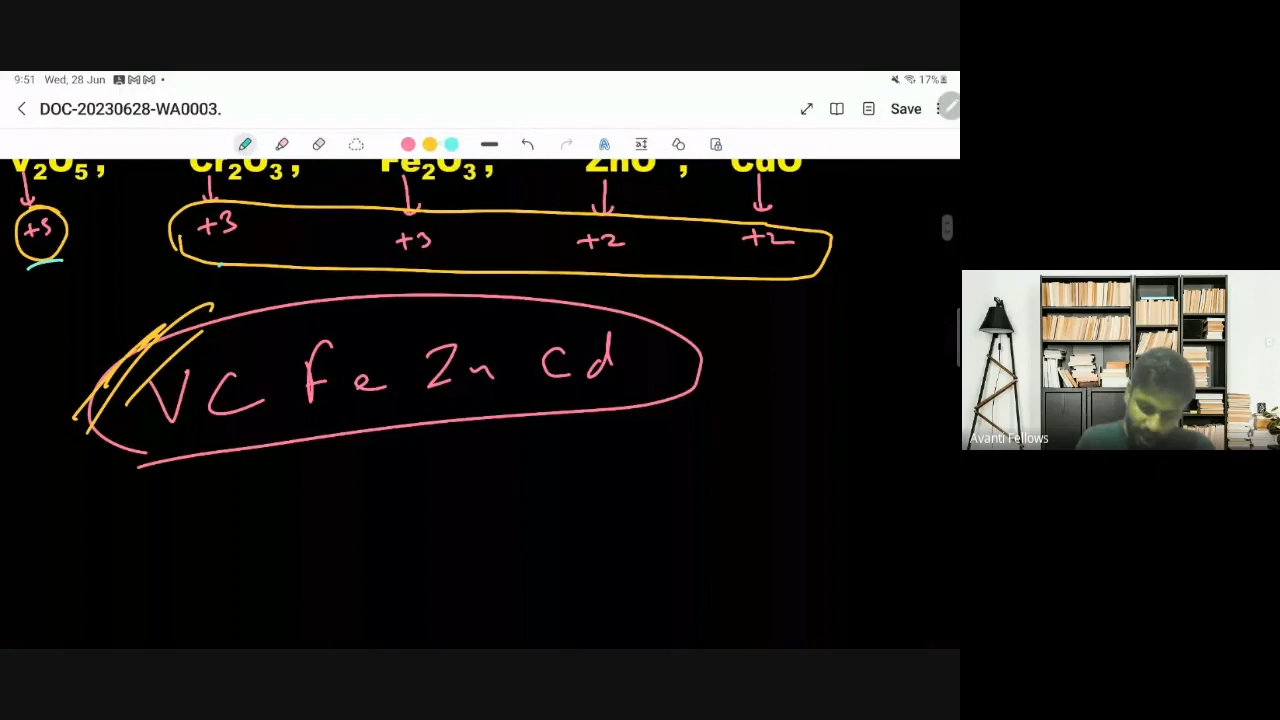 9:51 Wed, 28 Jun 17%
DOC-20230628-WA0003. Save
V₂O₅ , Cr₂O₃ , Fe₂O₃ , ZnO , CdO
+5 +3 +3 +2 +2
V C Fe Zn Cd
Avanti Fellows